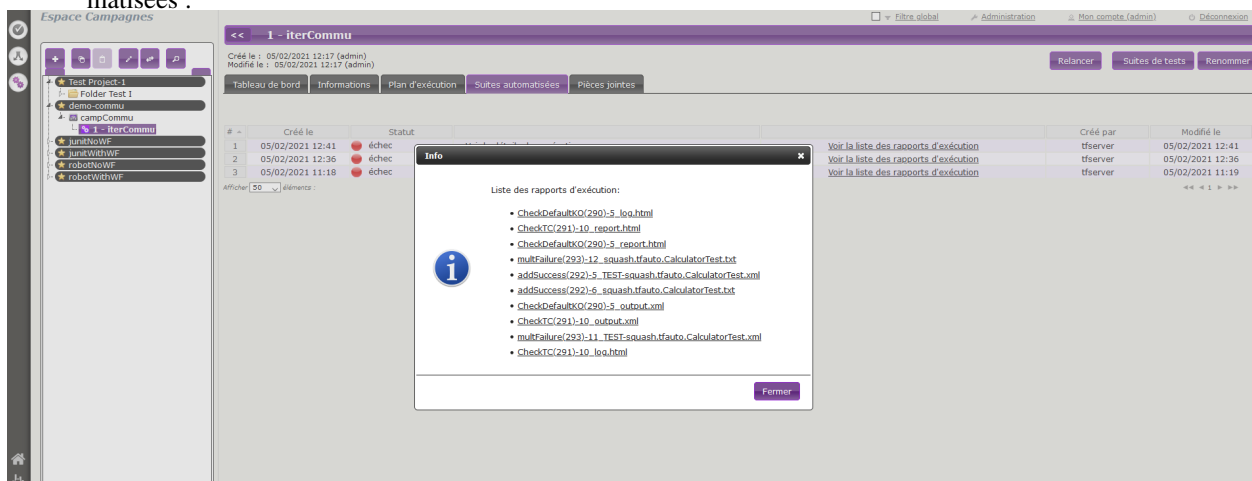 matisées :
Espace Campagnes
Filtre global Administration Mon compte (admin) Déconnexion
<< 1 - iterCommu
Créé le : 05/02/2021 12:17 (admin)
Modifié le : 05/02/2021 12:17 (admin)
Relancer Suites de tests Renommer
Tableau de bord Informations Plan d'exécution Suites automatisées Pièces jointes
Test Project-1
Folder Test I
demo-commu
campCommu
1 - iterCommu
junitNoWF
junitWithWF
robotNoWF
robotWithWF
# Créé le Statut Créé par Modifié le
1 05/02/2021 12:41 échec Voir la liste des rapports d'exécution tfserver 05/02/2021 12:41
2 05/02/2021 12:36 échec Voir la liste des rapports d'exécution tfserver 05/02/2021 12:36
3 05/02/2021 11:18 échec Voir la liste des rapports d'exécution tfserver 05/02/2021 11:19
Afficher 50 éléments : 1
Info x
Liste des rapports d'exécution:
• CheckDefaultKO(290)-5_log.html
• CheckTC(291)-10_report.html
• CheckDefaultKO(290)-5_report.html
• multFailure(293)-12_squash.tfauto.CalculatorTest.txt
• addSuccess(292)-5_TEST-squash.tfauto.CalculatorTest.xml
• addSuccess(292)-6_squash.tfauto.CalculatorTest.txt
• CheckDefaultKO(290)-5_output.xml
• CheckTC(291)-10_output.xml
• multFailure(293)-11_TEST-squash.tfauto.CalculatorTest.xml
• CheckTC(291)-10_log.html
Fermer